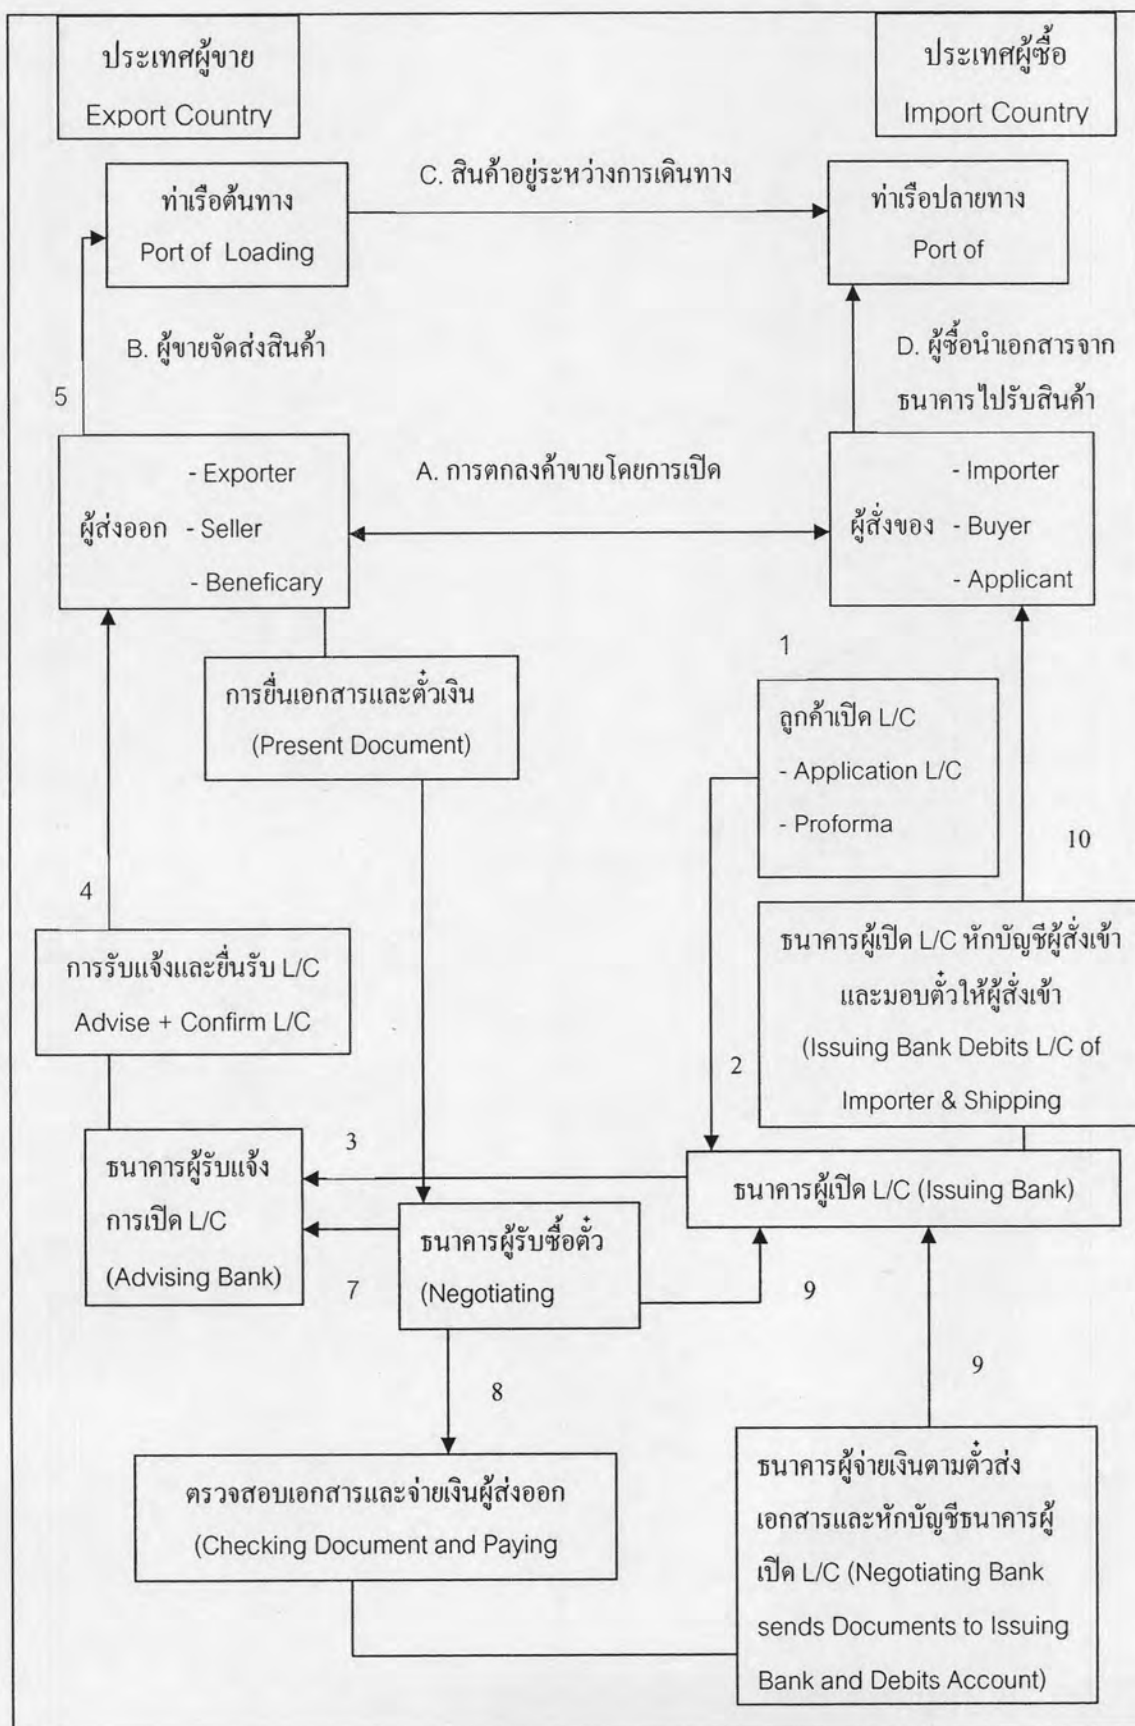 ประเทศผู้ขาย
Export Country
ประเทศผู้ซื้อ
Import Country
ท่าเรือต้นทาง
Port of Loading
C. สินค้าอยู่ระหว่างการเดินทาง
ท่าเรือปลายทาง
Port of
B. ผู้ขายจัดส่งสินค้า
5
D. ผู้ซื้อนำเอกสารจาก
ธนาคารไปรับสินค้า
- Exporter
ผู้ส่งออก - Seller
- Beneficary
A. การตกลงค้าขายโดยการเปิด
- Importer
ผู้สั่งของ - Buyer
- Applicant
การยื่นเอกสารและตั๋วเงิน
(Present Document)
1
ลูกค้าเปิด L/C
- Application L/C
- Proforma
10
4
การรับแจ้งและยื่นรับ L/C
Advise + Confirm L/C
ธนาคารผู้เปิด L/C หักบัญชีผู้สั่งเข้า
และมอบตั๋วให้ผู้สั่งเข้า
(Issuing Bank Debits L/C of
Importer & Shipping
2
3
ธนาคารผู้รับแจ้ง
การเปิด L/C
(Advising Bank)
ธนาคารผู้เปิด L/C (Issuing Bank)
7
ธนาคารผู้รับซื้อตั๋ว
(Negotiating
9
8
9
ตรวจสอบเอกสารและจ่ายเงินผู้ส่งออก
(Checking Document and Paying
ธนาคารผู้จ่ายเงินตามตั๋วส่ง
เอกสารและหักบัญชีธนาคารผู้
เปิด L/C (Negotiating Bank
sends Documents to Issuing
Bank and Debits Account)